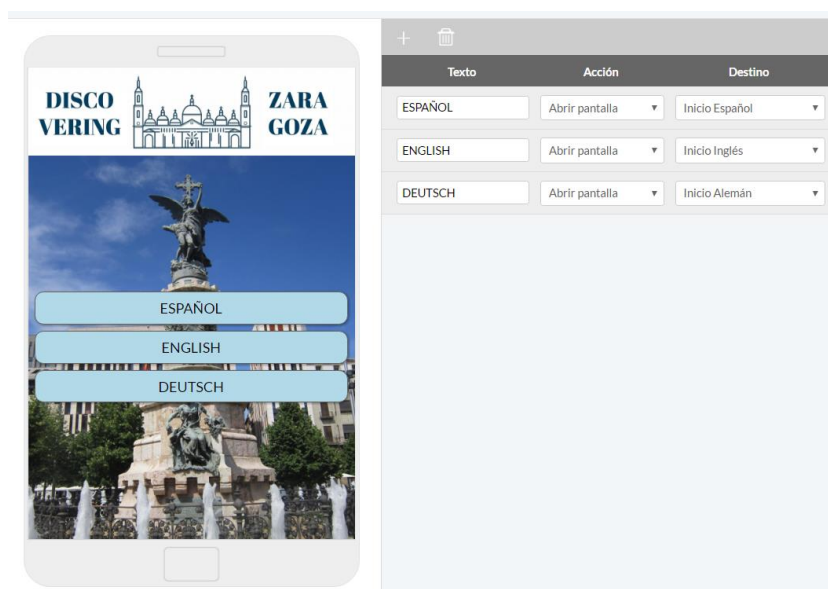 DISCO
VERING
ZARA
GOZA
ESPAÑOL
ENGLISH
DEUTSCH
Texto Acción Destino
ESPAÑOL Abrir pantalla Inicio Español
ENGLISH Abrir pantalla Inicio Inglés
DEUTSCH Abrir pantalla Inicio Alemán